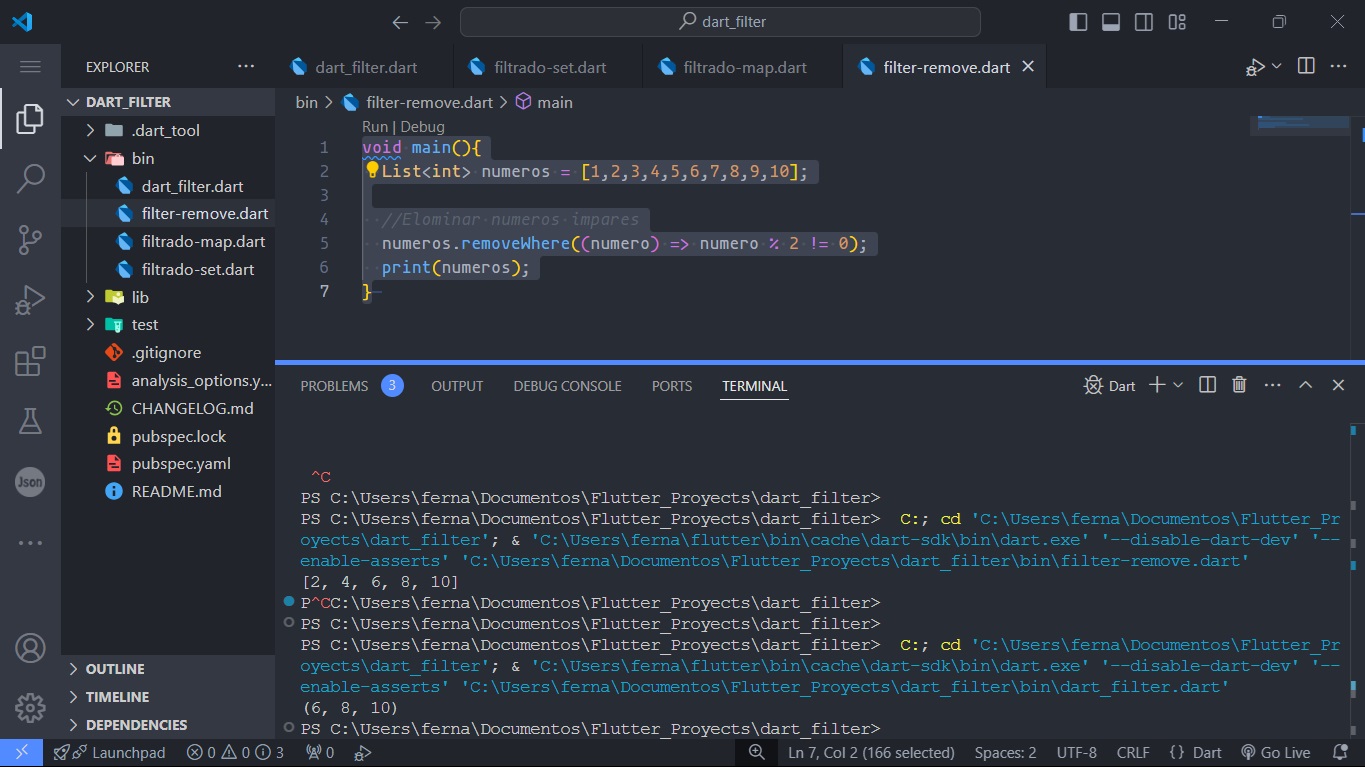 dart_filter
EXPLORER
dart_filter.dart
filtrado-set.dart
filtrado-map.dart
filter-remove.dart
DART_FILTER
.dart_tool
bin
dart_filter.dart
filter-remove.dart
filtrado-map.dart
filtrado-set.dart
lib
test
.gitignore
analysis_options.y...
CHANGELOG.md
pubspec.lock
pubspec.yaml
README.md
Json
OUTLINE
TIMELINE
DEPENDENCIES
bin > filter-remove.dart > main
Run | Debug
1 void main(){
2 List<int> numeros = [1,2,3,4,5,6,7,8,9,10];
3
4 //Elominar numeros impares
5 numeros.removeWhere((numero) => numero % 2 != 0);
6 print(numeros);
7 }
PROBLEMS 3 OUTPUT DEBUG CONSOLE PORTS TERMINAL
Dart
^C
PS C:\Users\ferna\Documentos\Flutter_Proyects\dart_filter>
PS C:\Users\ferna\Documentos\Flutter_Proyects\dart_filter>  C:; cd 'C:\Users\ferna\Documentos\Flutter_Pr
oyects\dart_filter'; & 'C:\Users\ferna\flutter\bin\cache\dart-sdk\bin\dart.exe' '--disable-dart-dev' '--
enable-asserts' 'C:\Users\ferna\Documentos\Flutter_Proyects\dart_filter\bin\filter-remove.dart'
[2, 4, 6, 8, 10]
P^CC:\Users\ferna\Documentos\Flutter_Proyects\dart_filter>
PS C:\Users\ferna\Documentos\Flutter_Proyects\dart_filter>
PS C:\Users\ferna\Documentos\Flutter_Proyects\dart_filter>  C:; cd 'C:\Users\ferna\Documentos\Flutter_Pr
oyects\dart_filter'; & 'C:\Users\ferna\flutter\bin\cache\dart-sdk\bin\dart.exe' '--disable-dart-dev' '--
enable-asserts' 'C:\Users\ferna\Documentos\Flutter_Proyects\dart_filter\bin\dart_filter.dart'
(6, 8, 10)
PS C:\Users\ferna\Documentos\Flutter_Proyects\dart_filter>
Launchpad 0 0 3 0 Ln 7, Col 2 (166 selected) Spaces: 2 UTF-8 CRLF {} Dart Go Live